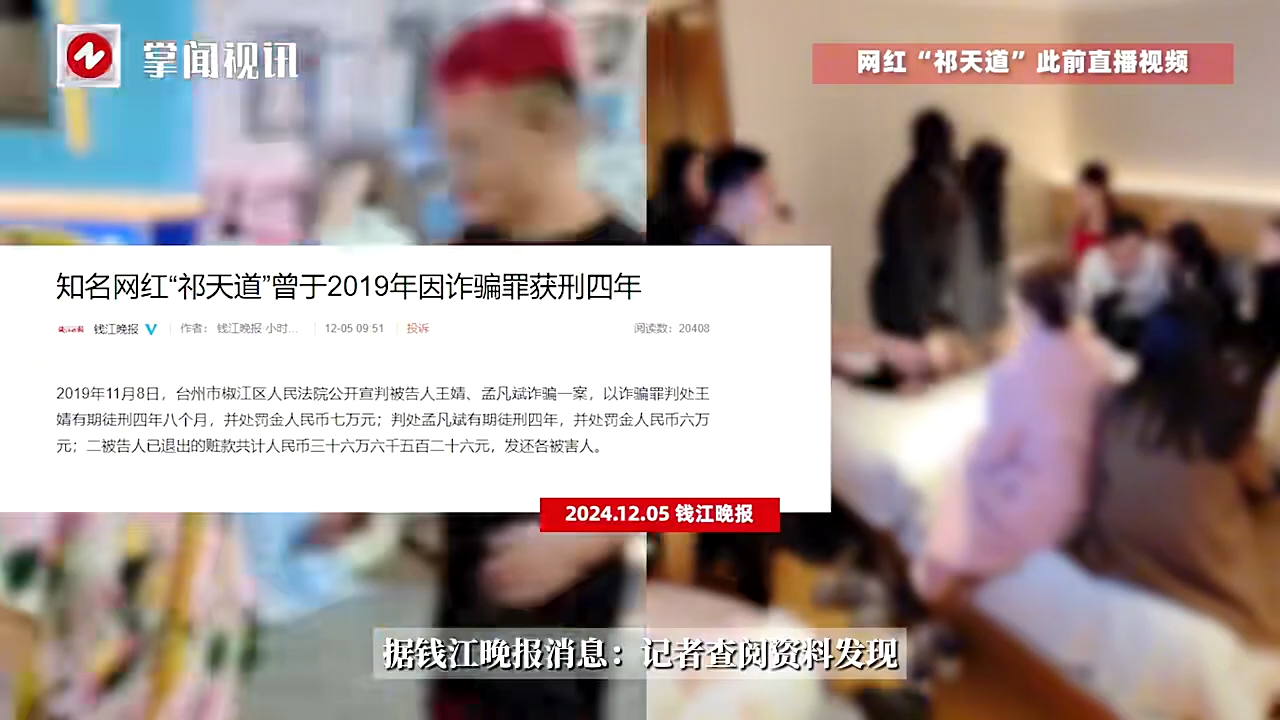 掌闻视讯
网红“祁天道”此前直播视频
知名网红“祁天道”曾于2019年因诈骗罪获刑四年
钱江晚报 作者： 钱江晚报 小时... 12-05 09:51 投诉 阅读数：20408
2019年11月8日，台州市椒江区人民法院公开宣判被告人王婧、孟凡斌诈骗一案，以诈骗罪判处王
婧有期徒刑四年八个月，并处罚金人民币七万元；判处孟凡斌有期徒刑四年，并处罚金人民币六万
元；二被告人已退出的赃款共计人民币三十六万六千五百二十六元，发还各被害人。
2024.12.05 钱江晚报
据钱江晚报消息：记者查阅资料发现